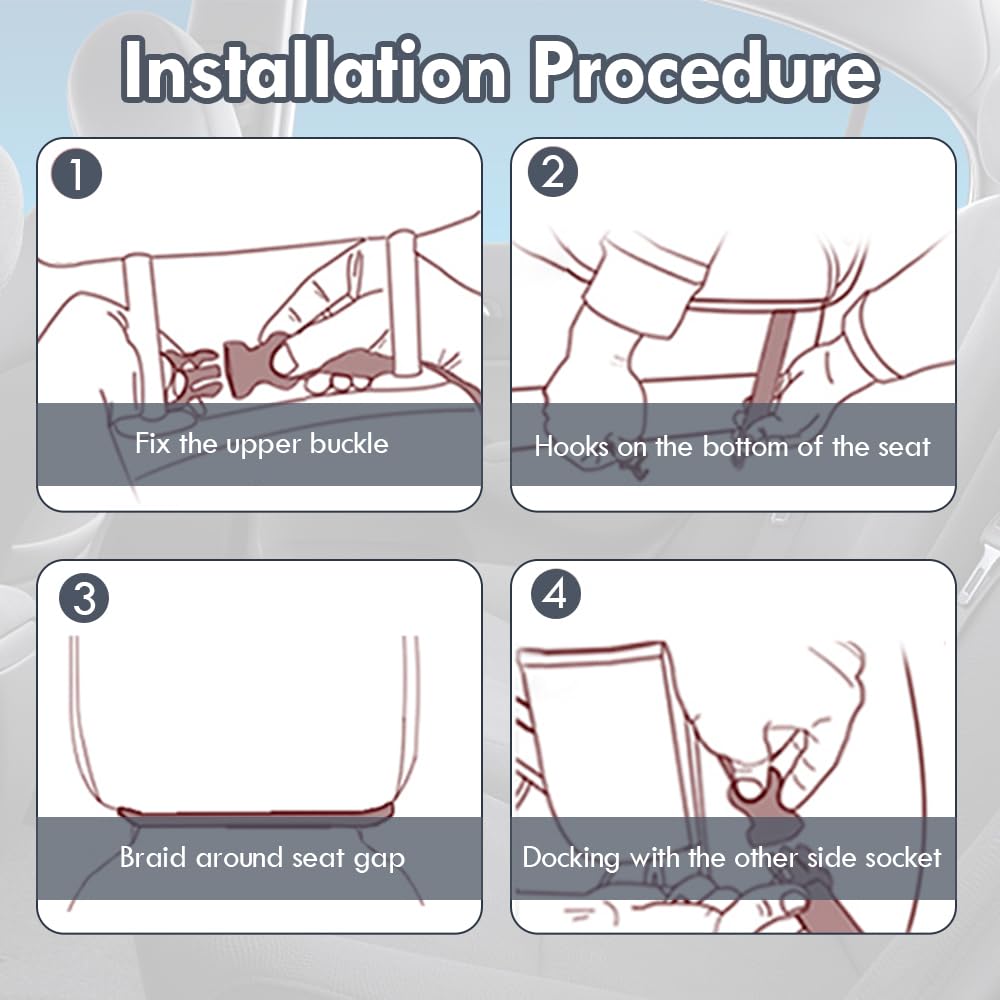 Installation Procedure
1
Fix the upper buckle
2
Hooks on the bottom of the seat
3
Braid around seat gap
4
Docking with the other side socket